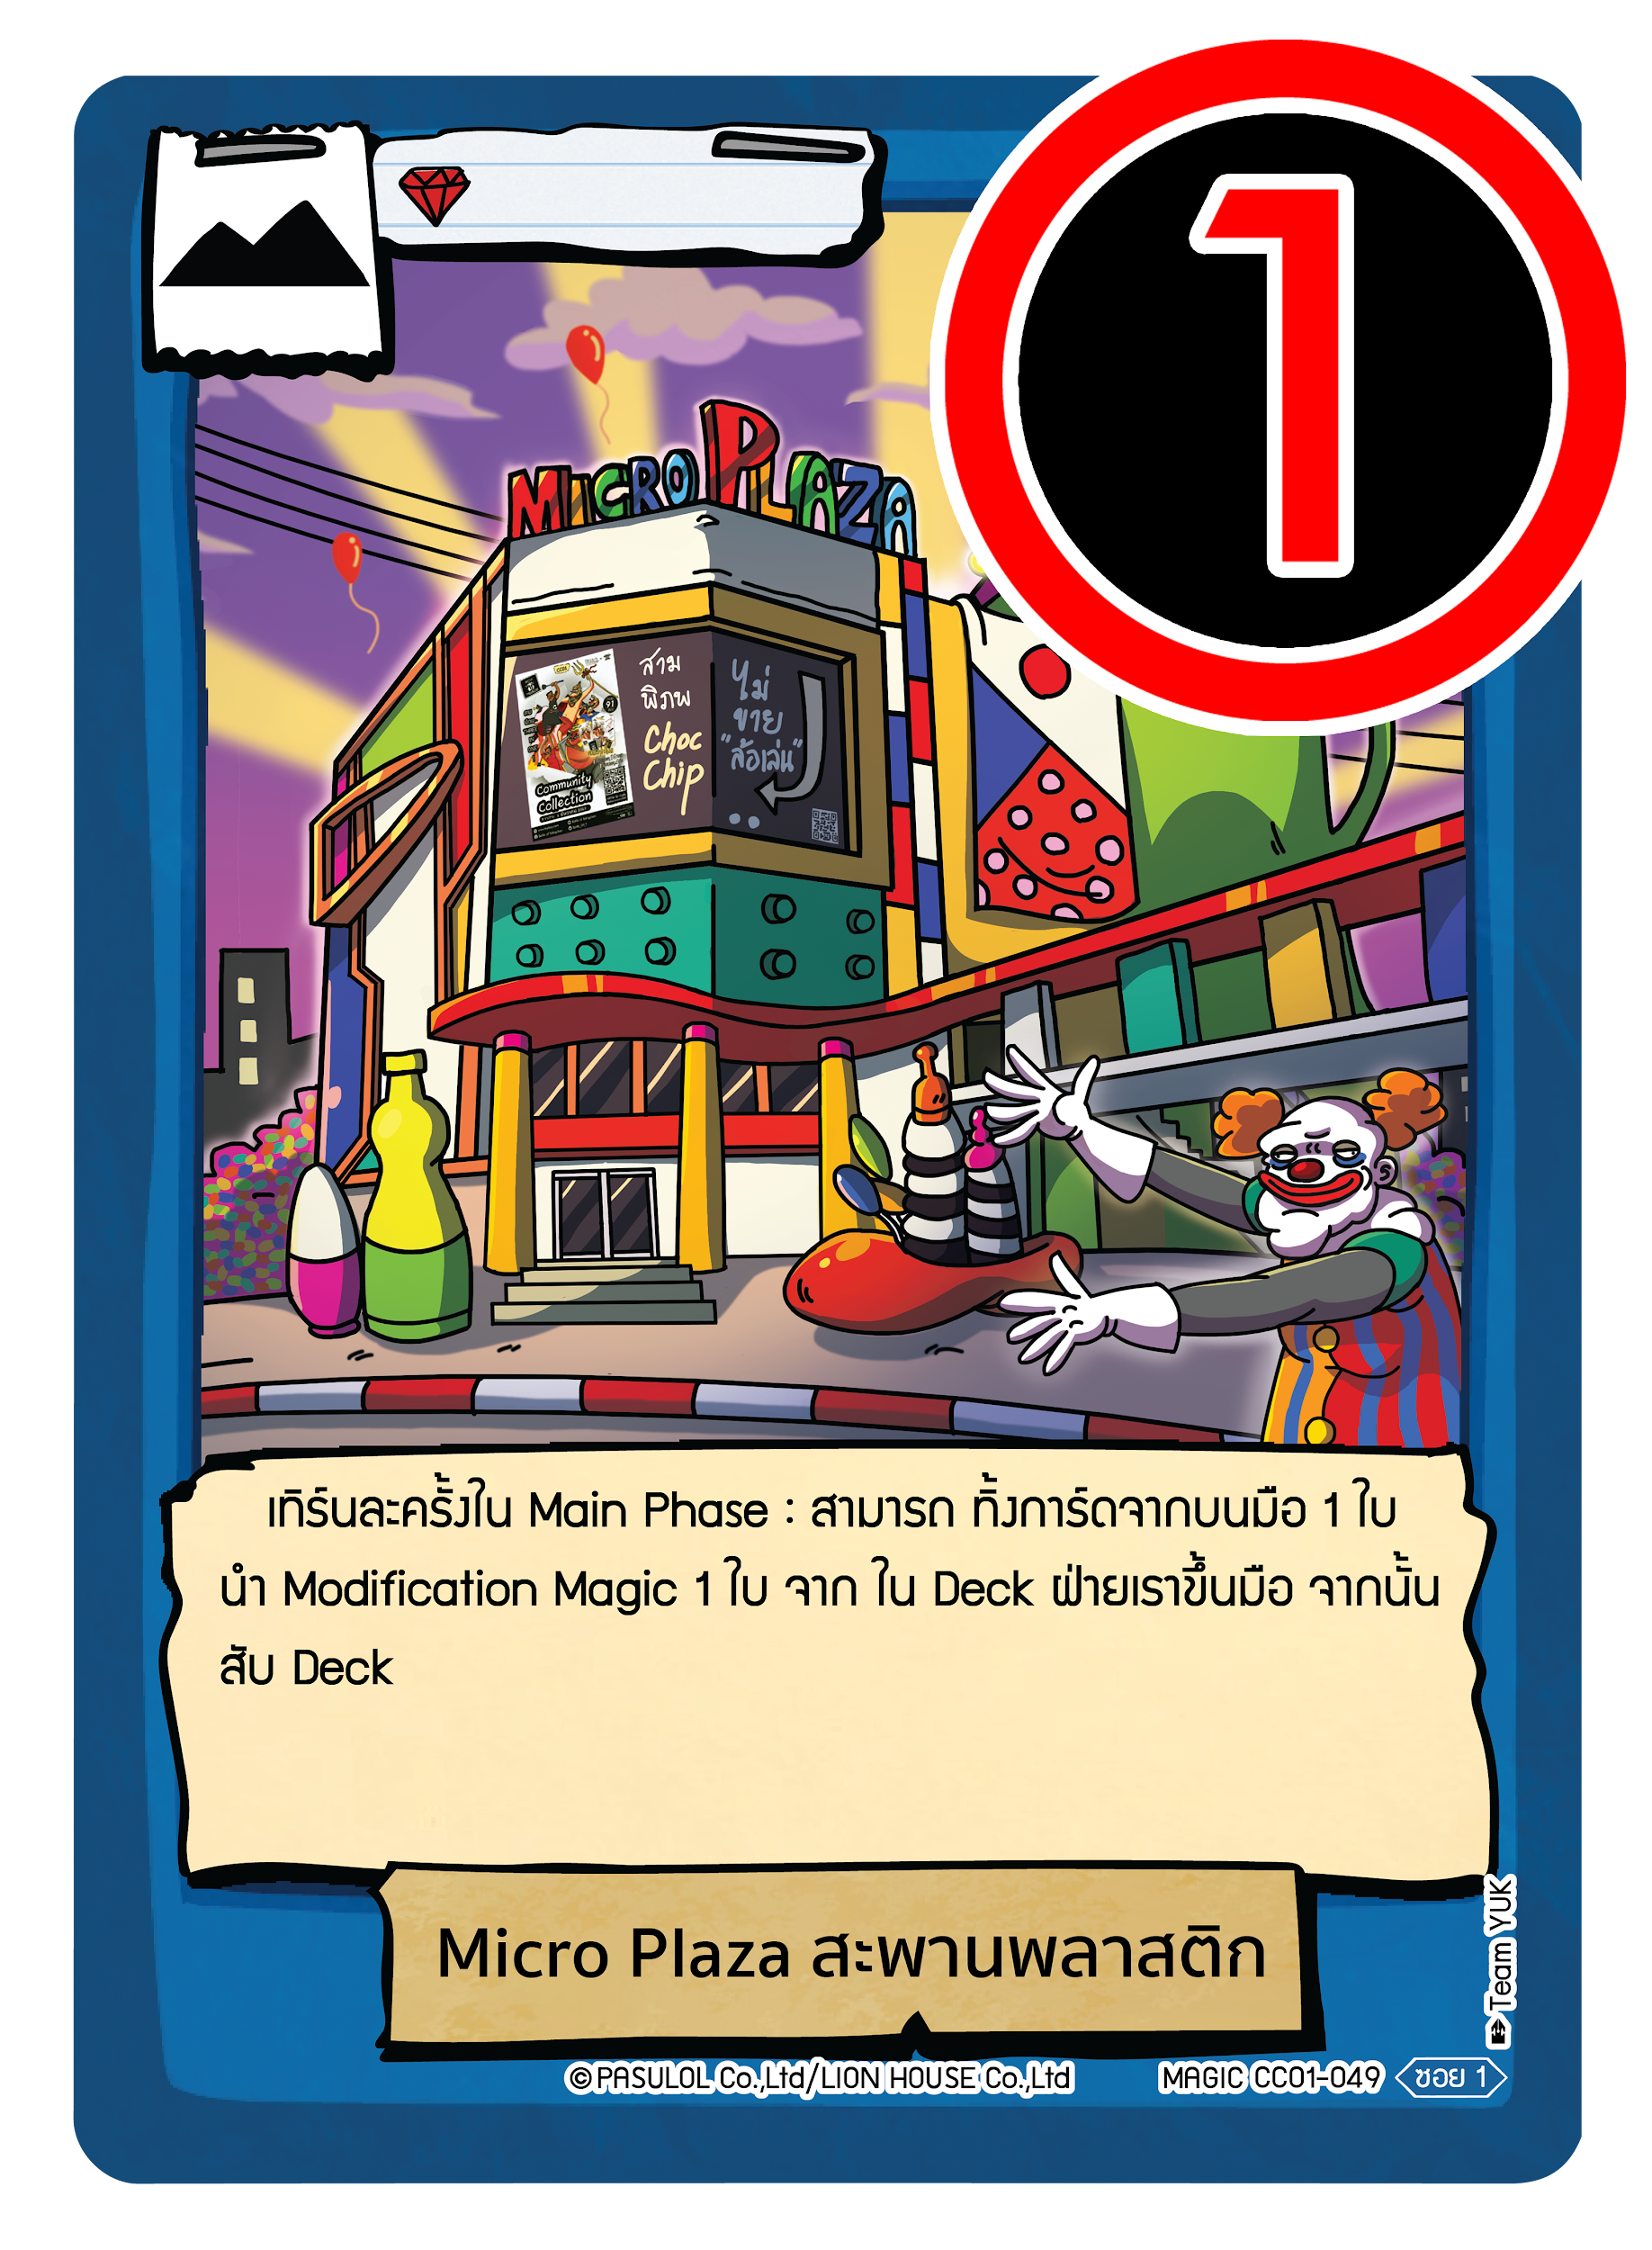 1
MICRO PLAZA
สาม
พิภพ
Choc
Chip
ไม่
ขาย
"ล้อเล่น"
Community
Collection
เทิร์นละครั้งใน Main Phase : สามารถ ทิ้งการ์ดจากบนมือ 1 ใบ
นำ Modification Magic 1 ใบ จาก ใน Deck ฝ่ายเราขึ้นมือ จากนั้น
สับ Deck
Micro Plaza สะพานพลาสติก
Team YUK
©PASULOL Co.,Ltd/LION HOUSE Co.,Ltd
MAGIC CC01-049
ซอย 1